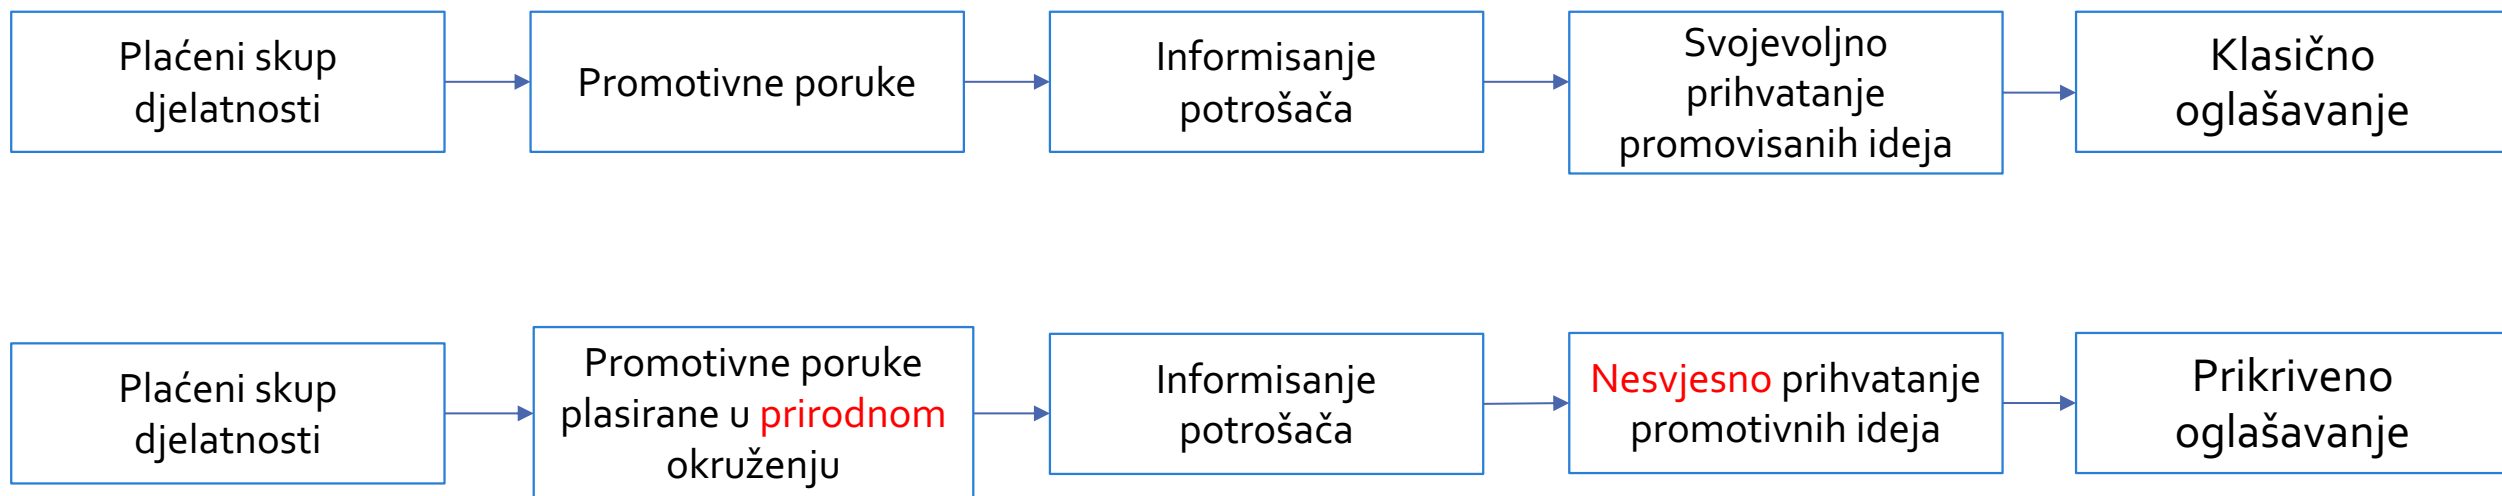 Plaćeni skup
djelatnosti
Promotivne poruke
Informisanje
potrošača
Svojevoljno
prihvatanje
promovisanih ideja
Klasično
oglašavanje
Plaćeni skup
djelatnosti
Promotivne poruke
plasirane u prirodnom
okruženju
Informisanje
potrošača
Nesvjesno prihvatanje
promotivnih ideja
Prikriveno
oglašavanje